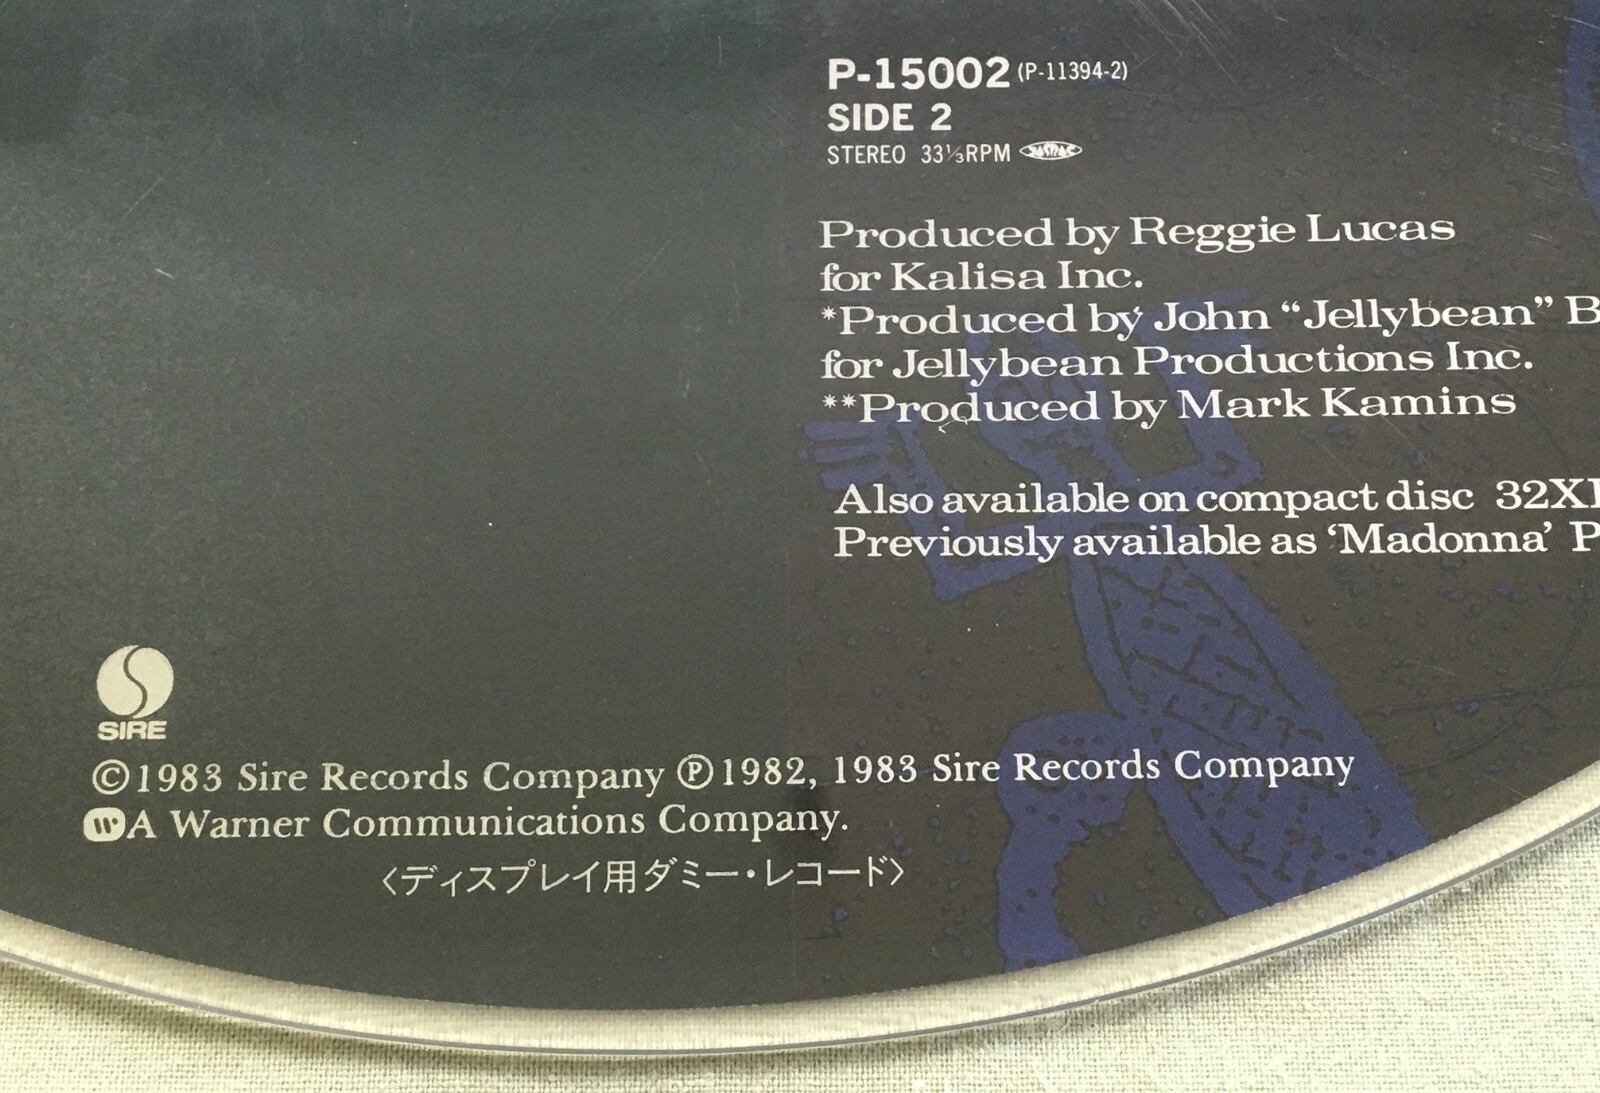 P-15002 (P-11394-2)
SIDE 2
STEREO 33⅓RPM JASRAC
Produced by Reggie Lucas
for Kalisa Inc.
*Produced by John “Jellybean” B
for Jellybean Productions Inc.
**Produced by Mark Kamins
Also available on compact disc 32X
Previously available as ‘Madonna’ P
SIRE
©1983 Sire Records Company ℗1982, 1983 Sire Records Company
A Warner Communications Company.
〈ディスプレイ用ダミー・レコード〉